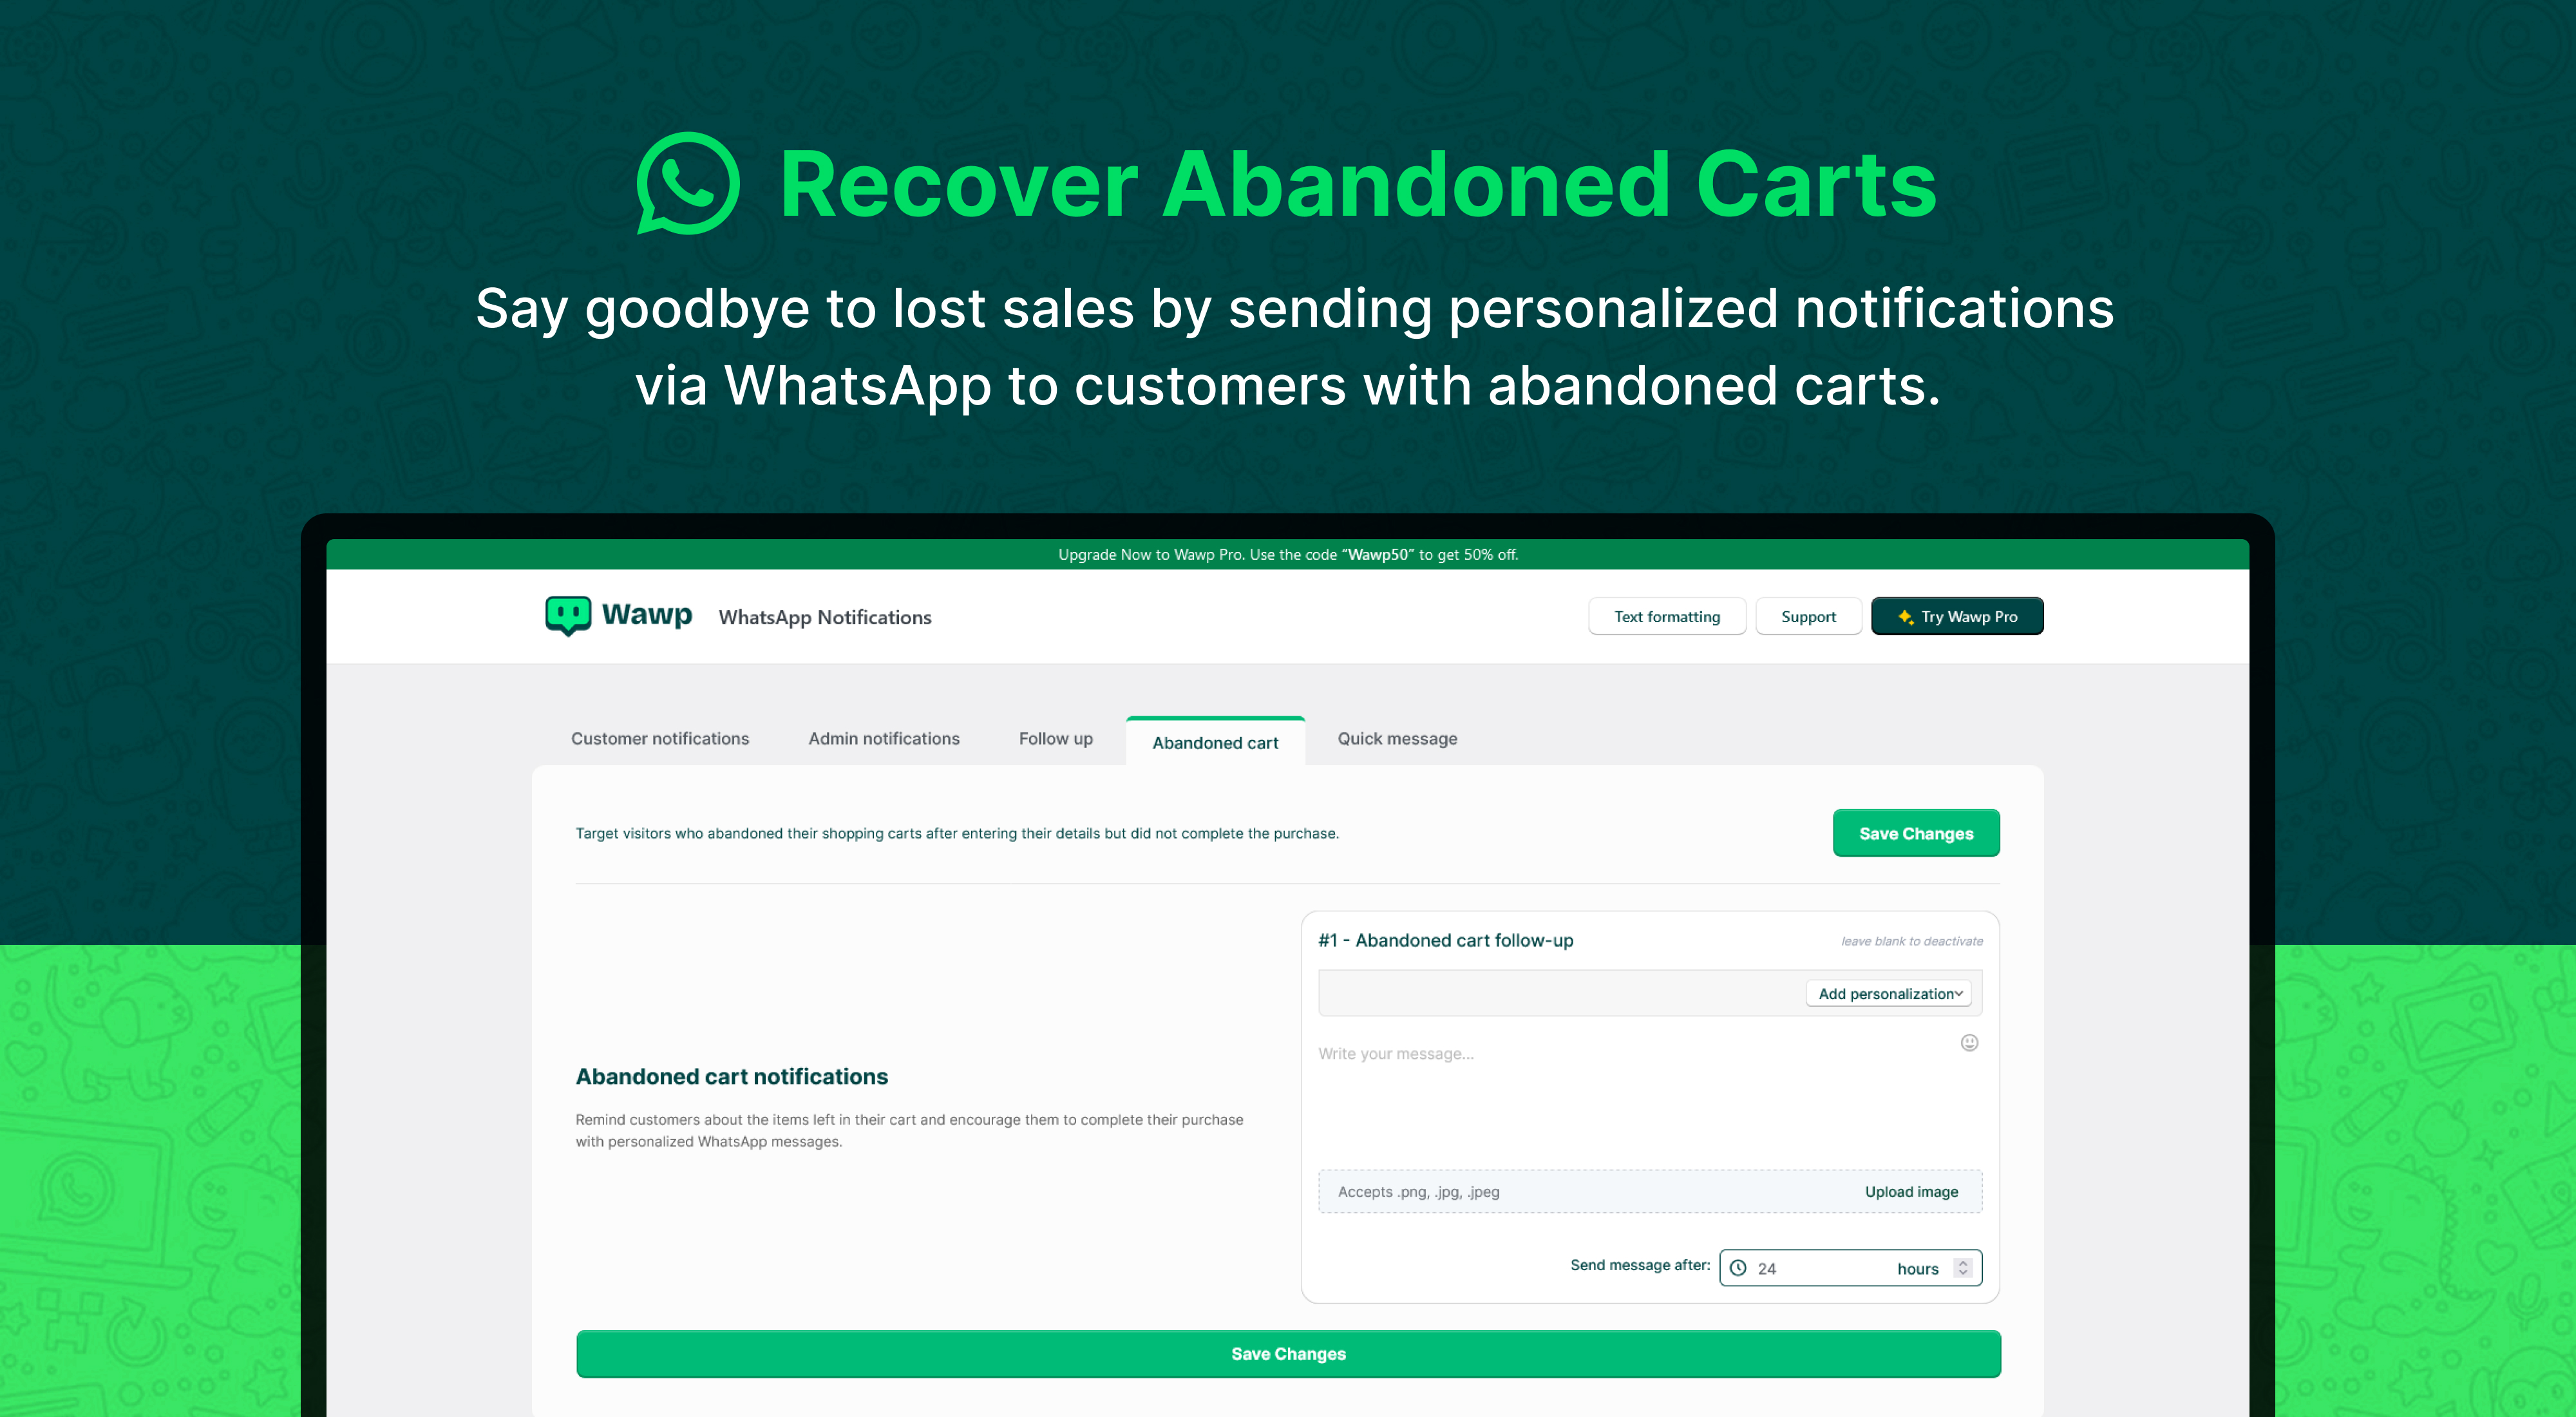 Recover Abandoned Carts
Say goodbye to lost sales by sending personalized notifications
via WhatsApp to customers with abandoned carts.
Upgrade Now to Wawp Pro. Use the code “Wawp50” to get 50% off.
Wawp
WhatsApp Notifications
Text formatting
Support
Try Wawp Pro
Customer notifications
Admin notifications
Follow up
Abandoned cart
Quick message
Target visitors who abandoned their shopping carts after entering their details but did not complete the purchase.
Save Changes
#1 - Abandoned cart follow-up
leave blank to deactivate
Add personalization
Write your message...
Abandoned cart notifications
Remind customers about the items left in their cart and encourage them to complete their purchase
with personalized WhatsApp messages.
Accepts .png, .jpg, .jpeg
Upload image
Send message after:
24
hours
Save Changes